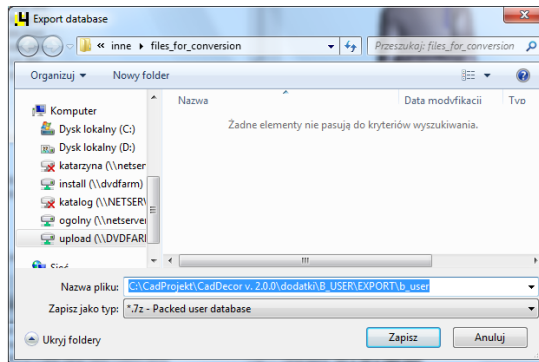 Export database
« inne ▸ files_for_conversion
Przeszukaj: files_for_conversion
Organizuj
Nowy folder
Nazwa
Data modyfikacji
Typ
Żadne elementy nie pasują do kryteriów wyszukiwania.
Komputer
Dysk lokalny (C:)
Dysk lokalny (D:)
katarzyna (\\netser
install (\\dvdfarm)
katalog (\\NETSERV
ogolny (\\netserve
upload (\\DVDFARI
Sieć
Nazwa pliku:
C:\CadProjekt\CadDecor v. 2.0.0\dodatki\B_USER\EXPORT\b_user
Zapisz jako typ:
*.7z - Packed user database
Ukryj foldery
Zapisz
Anuluj